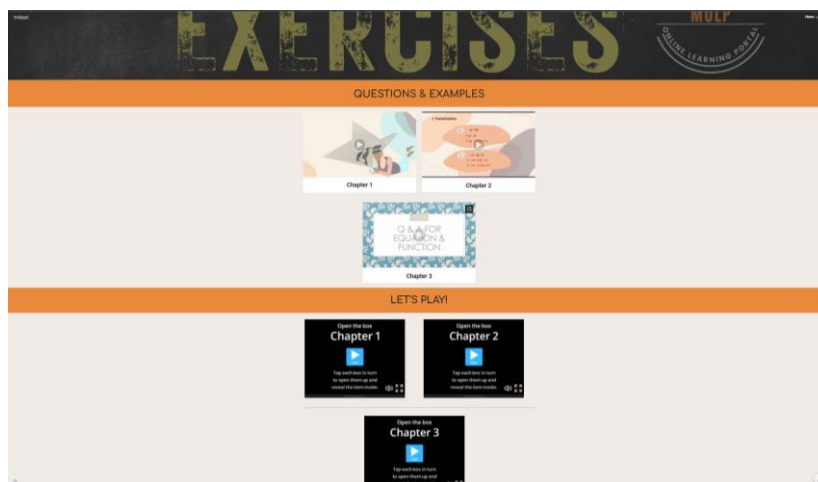 EXERCISES
MULP
ONLINE LEARNING PORTAL
Home
QUESTIONS & EXAMPLES
Chapter 1
Chapter 2
Q & A FOR
EQUATION &
FUNCTION
Chapter 3
LET'S PLAY!
Open the box
Chapter 1
Tap each box in turn
to open them up and
reveal the item inside.
Open the box
Chapter 2
Tap each box in turn
to open them up and
reveal the item inside.
Open the box
Chapter 3
Tap each box in turn
to open them up and